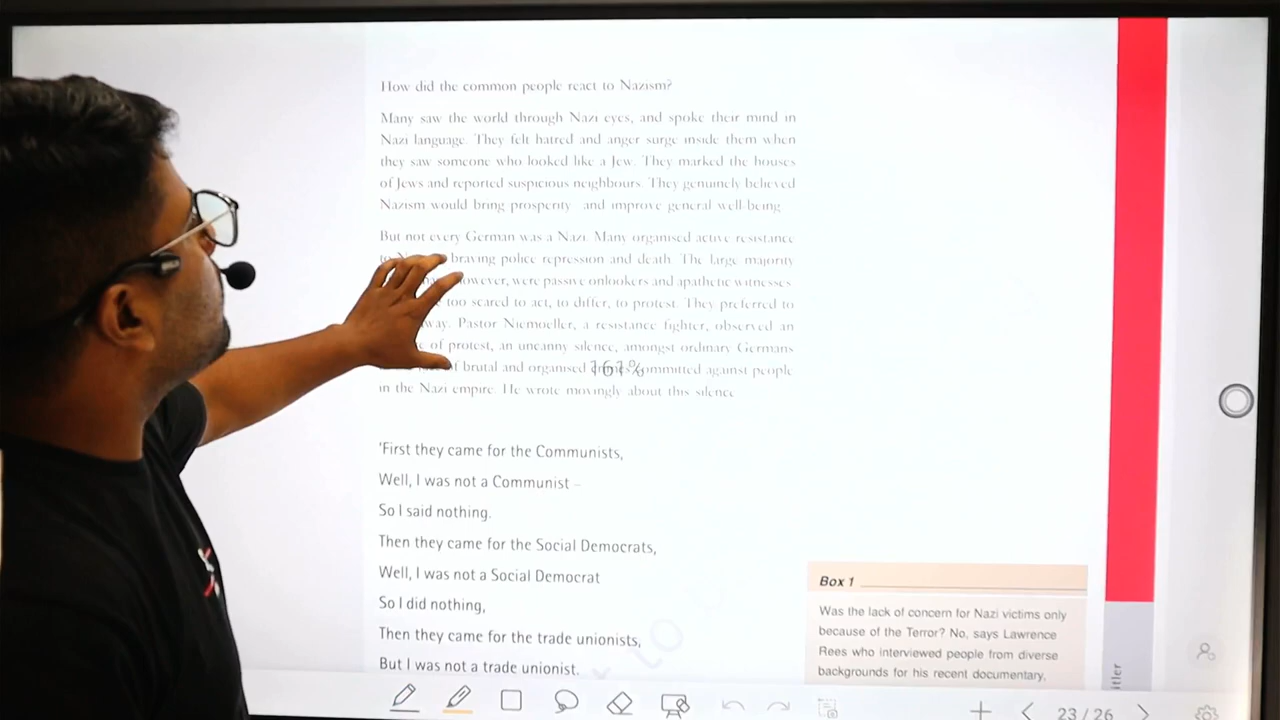 How did the common people react to Nazism?
Many saw the world through Nazi eyes, and spoke their mind in
Nazi language. They felt hatred and anger surge inside them when
they saw someone who looked like a Jew. They marked the houses
of Jews and reported suspicious neighbours. They genuinely believed
Nazism would bring prosperity and improve general well-being.
But not every German was a Nazi. Many organised active resistance
to braving police repression and death. The large majority
however, were passive onlookers and apathetic witnesses.
too scared to act, to differ, to protest. They preferred to
way. Pastor Niemoeller, a resistance fighter, observed an
of protest, an uncanny silence, amongst ordinary Germans
of brutal and organised committed against people
in the Nazi empire. He wrote movingly about this silence
161%
'First they came for the Communists,
Well, I was not a Communist –
So I said nothing.
Then they came for the Social Democrats,
Well, I was not a Social Democrat
So I did nothing,
Then they came for the trade unionists,
But I was not a trade unionist.
Box 1
Was the lack of concern for Nazi victims only
because of the Terror? No, says Lawrence
Rees who interviewed people from diverse
backgrounds for his recent documentary,
itler
23 / 26